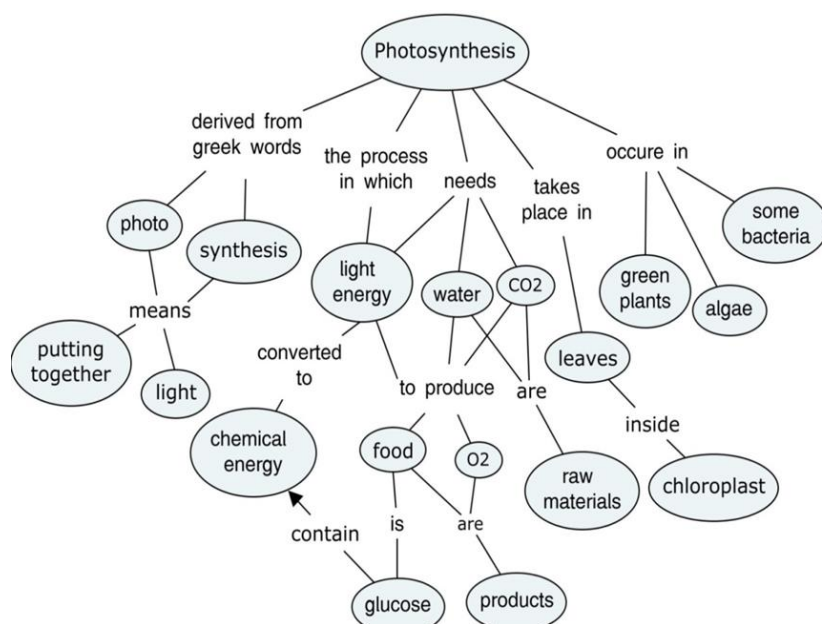 Photosynthesis
derived from
greek words
the process
in which
needs
takes
place in
occure in
photo
synthesis
light
energy
water
CO2
green
plants
algae
some
bacteria
means
putting
together
light
converted
to
to produce
are
leaves
inside
chemical
energy
food
O2
raw
materials
chloroplast
contain
is
are
glucose
products